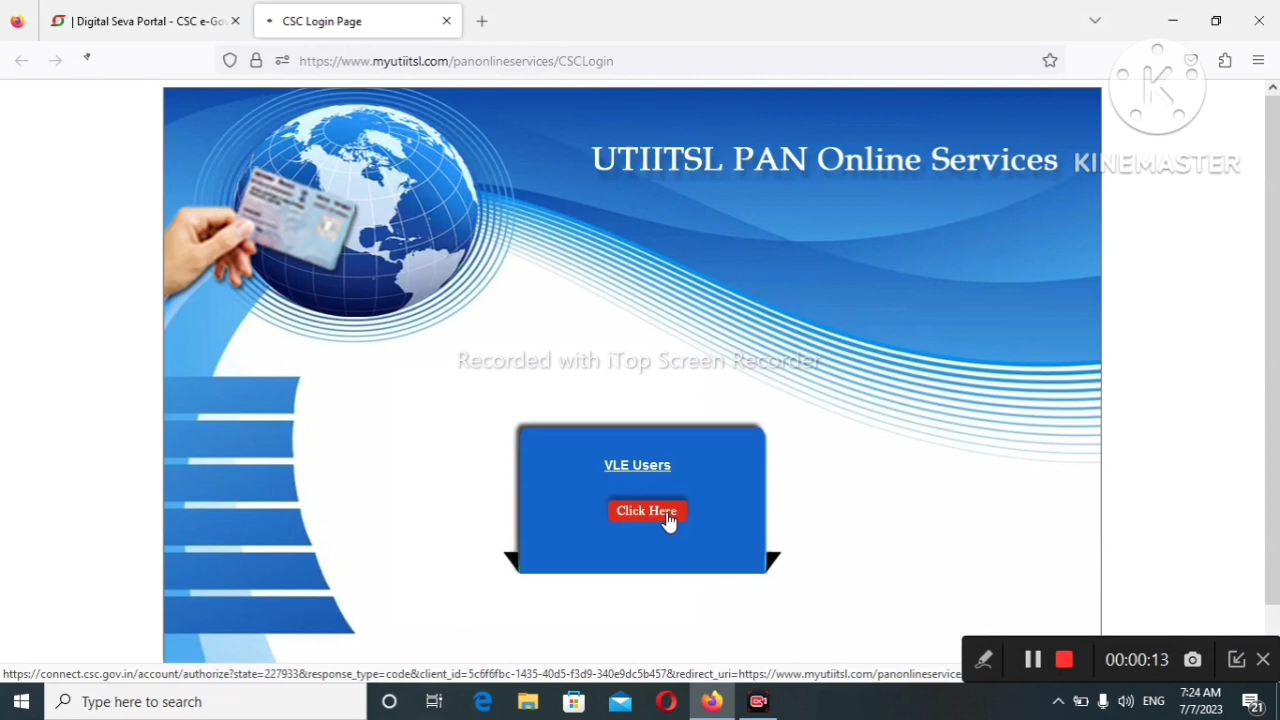 | Digital Seva Portal - CSC e-Gov
CSC Login Page
https://www.myutiitsl.com/panonlineservices/CSCLogin
UTIITSL PAN Online Services
KINEMASTER
Recorded with iTop Screen Recorder
VLE Users
Click Here
https://connect.csc.gov.in/account/authorize?state=227933&response_type=code&client_id=5c6f6fbc-1435-40d5-f3d3-340e9dc5b457&redirect_uri=https://www.myutiitsl.com/panonlineservices
00:00:13
Type here to search
ENG
7:24 AM
7/7/2023
21